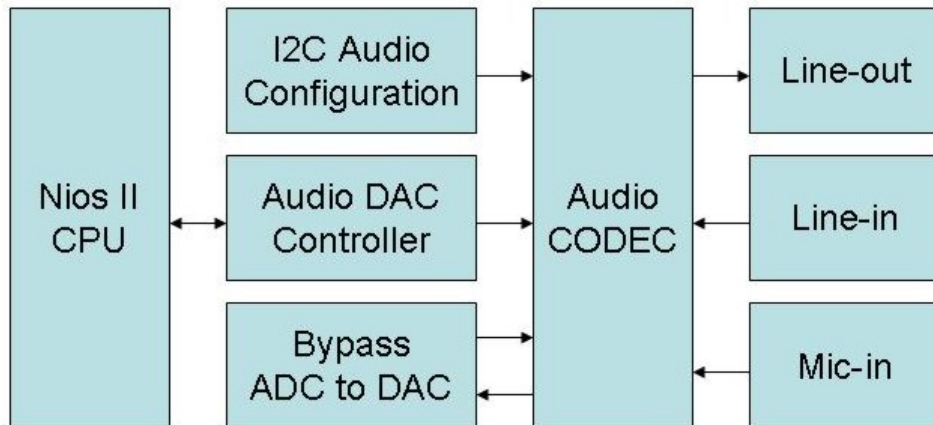 Nios II
CPU
I2C Audio
Configuration
Audio DAC
Controller
Bypass
ADC to DAC
Audio
CODEC
Line-out
Line-in
Mic-in